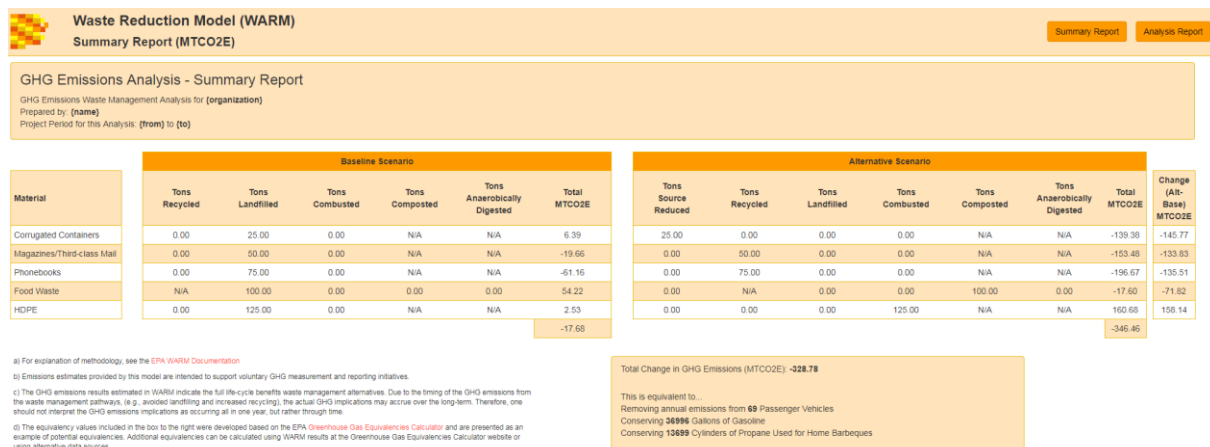 Waste Reduction Model (WARM)
Summary Report (MTCO2E)
Summary Report
Analysis Report
GHG Emissions Analysis - Summary Report
GHG Emissions Waste Management Analysis for {organization}
Prepared by: {name}
Project Period for this Analysis: {from} to {to}
Baseline Scenario
Alternative Scenario
Material Tons Recycled Tons Landfilled Tons Combusted Tons Composted Tons Anaerobically Digested Total MTCO2E Tons Source Reduced Tons Recycled Tons Landfilled Tons Combusted Tons Composted Tons Anaerobically Digested Total MTCO2E Change (Alt-Base) MTCO2E
Corrugated Containers 0.00 25.00 0.00 N/A N/A 6.39 25.00 0.00 0.00 0.00 N/A N/A -139.38 -145.77
Magazines/Third-class Mail 0.00 50.00 0.00 N/A N/A -19.66 0.00 50.00 0.00 0.00 N/A N/A -153.48 -133.83
Phonebooks 0.00 75.00 0.00 N/A N/A -61.16 0.00 75.00 0.00 0.00 N/A N/A -196.67 -135.51
Food Waste N/A 100.00 0.00 0.00 0.00 54.22 0.00 N/A 0.00 0.00 100.00 0.00 -17.60 -71.82
HDPE 0.00 125.00 0.00 N/A N/A 2.53 0.00 0.00 0.00 125.00 N/A N/A 160.68 158.14
-17.68 -346.46
a) For explanation of methodology, see the EPA WARM Documentation
b) Emissions estimates provided by this model are intended to support voluntary GHG measurement and reporting initiatives.
c) The GHG emissions results estimated in WARM indicate the full life-cycle benefits waste management alternatives. Due to the timing of the GHG emissions from
the waste management pathways, (e.g., avoided landfilling and increased recycling), the actual GHG implications may accrue over the long-term. Therefore, one
should not interpret the GHG emissions implications as occurring all in one year, but rather through time.
d) The equivalency values included in the box to the right were developed based on the EPA Greenhouse Gas Equivalencies Calculator and are presented as an
example of potential equivalencies. Additional equivalencies can be calculated using WARM results at the Greenhouse Gas Equivalencies Calculator website or
using alternative data sources.
Total Change in GHG Emissions (MTCO2E): -328.78
This is equivalent to...
Removing annual emissions from 69 Passenger Vehicles
Conserving 36996 Gallons of Gasoline
Conserving 13699 Cylinders of Propane Used for Home Barbeques